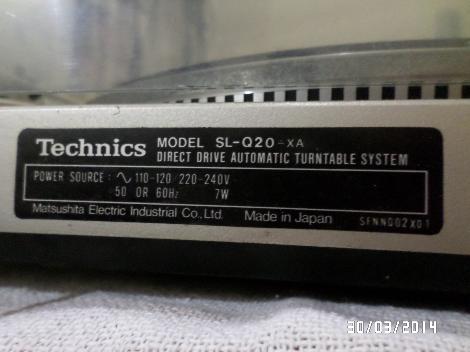 Technics MODEL SL-Q20-XA
DIRECT DRIVE AUTOMATIC TURNTABLE SYSTEM
POWER SOURCE : ∿ 110-120/220-240V
50 OR 60Hz 7W
Matsushita Electric Industrial Co., Ltd. Made in Japan SFNNQ02X01
30/03/2014